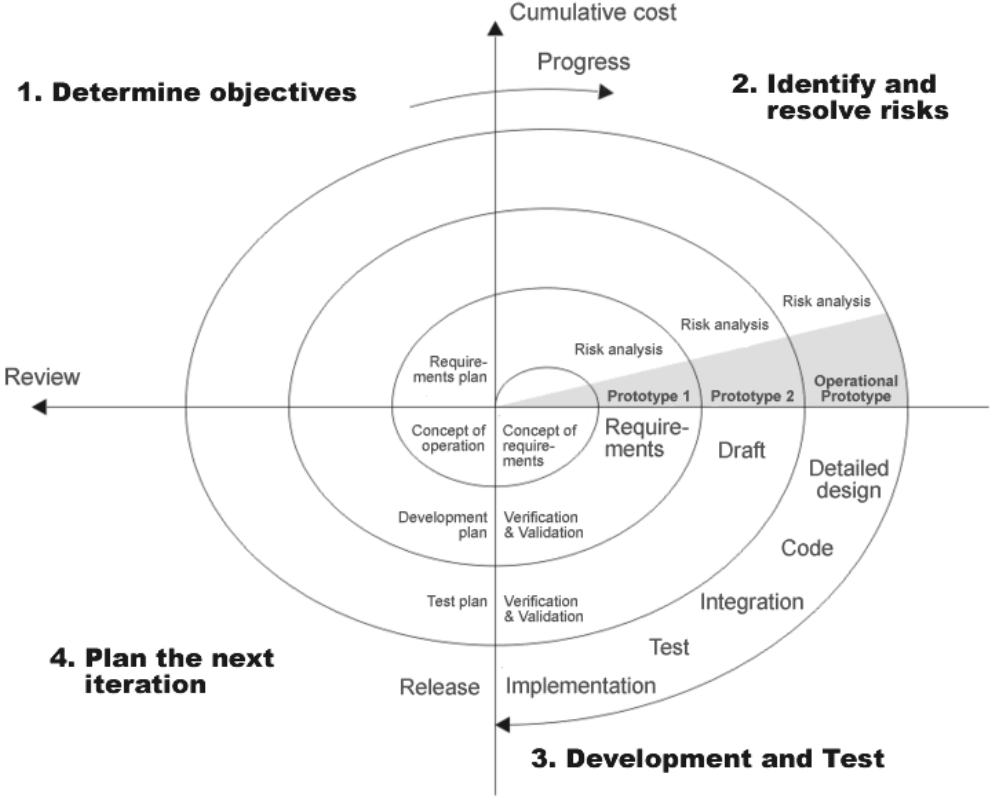 Cumulative cost
Progress
1. Determine objectives
2. Identify and
resolve risks
Risk analysis
Risk analysis
Risk analysis
Require-
ments plan
Review
Operational
Prototype
Prototype 1
Prototype 2
Concept of
operation
Concept of
require-
ments
Require-
ments
Draft
Detailed
design
Development
plan
Verification
& Validation
Code
Test plan
Verification
& Validation
Integration
Test
4. Plan the next
iteration
Release
Implementation
3. Development and Test